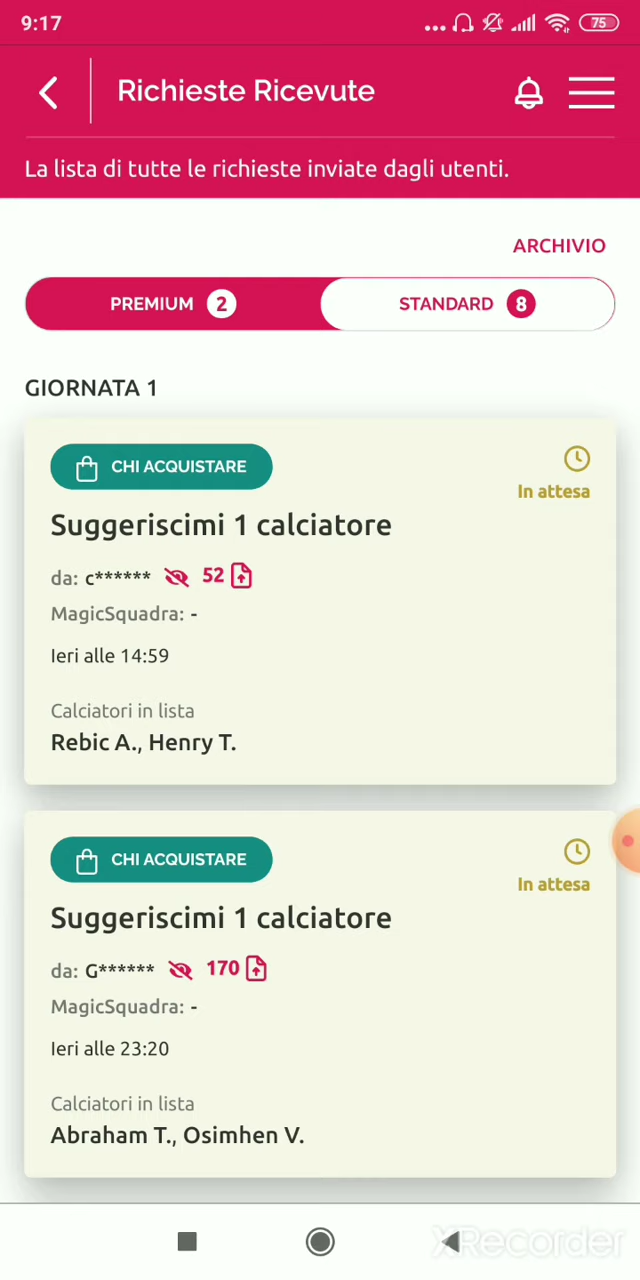 9:17
75
Richieste Ricevute
La lista di tutte le richieste inviate dagli utenti.
ARCHIVIO
PREMIUM 2 STANDARD 8
GIORNATA 1
CHI ACQUISTARE
In attesa
Suggeriscimi 1 calciatore
da: c****** 52
MagicSquadra: -
Ieri alle 14:59
Calciatori in lista
Rebic A., Henry T.
CHI ACQUISTARE
In attesa
Suggeriscimi 1 calciatore
da: G****** 170
MagicSquadra: -
Ieri alle 23:20
Calciatori in lista
Abraham T., Osimhen V.
XRecorder